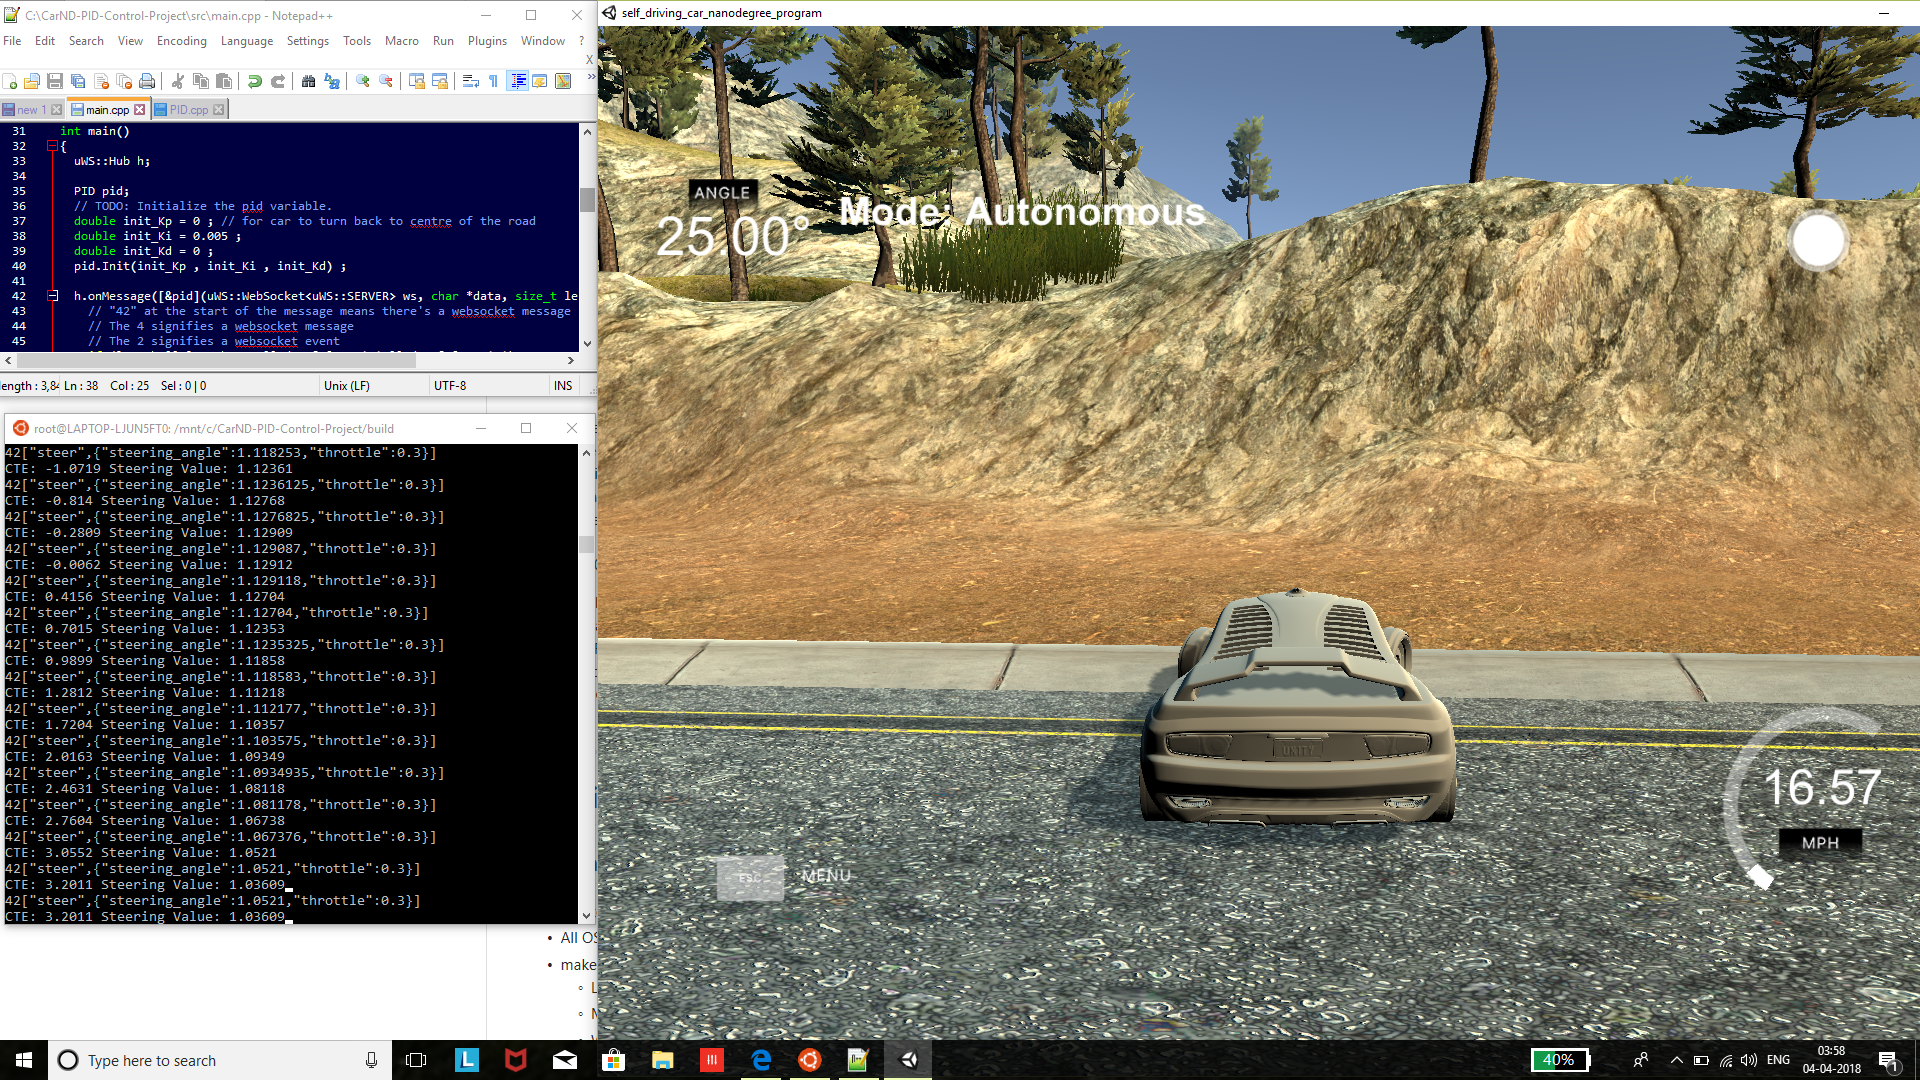 C:\CarND-PID-Control-Project\src\main.cpp - Notepad++
File Edit Search View Encoding Language Settings Tools Macro Run Plugins Window ?
X
new 1 main.cpp PID.cpp
31 int main()
32 {
33 uWS::Hub h;
34
35 PID pid;
36 // TODO: Initialize the pid variable.
37 double init_Kp = 0 ; // for car to turn back to centre of the road
38 double init_Ki = 0.005 ;
39 double init_Kd = 0 ;
40 pid.Init(init_Kp , init_Ki , init_Kd) ;
41
42 h.onMessage([&pid](uWS::WebSocket<uWS::SERVER> ws, char *data, size_t le
43 // "42" at the start of the message means there's a websocket message
44 // The 4 signifies a websocket message
45 // The 2 signifies a websocket event
length : 3,84 Ln : 38 Col : 25 Sel : 0 | 0 Unix (LF) UTF-8 INS
root@LAPTOP-LJUN5FT0: /mnt/c/CarND-PID-Control-Project/build
42["steer",{"steering_angle":1.118253,"throttle":0.3}]
CTE: -1.0719 Steering Value: 1.12361
42["steer",{"steering_angle":1.1236125,"throttle":0.3}]
CTE: -0.814 Steering Value: 1.12768
42["steer",{"steering_angle":1.1276825,"throttle":0.3}]
CTE: -0.2809 Steering Value: 1.12909
42["steer",{"steering_angle":1.129087,"throttle":0.3}]
CTE: -0.0062 Steering Value: 1.12912
42["steer",{"steering_angle":1.129118,"throttle":0.3}]
CTE: 0.4156 Steering Value: 1.12704
42["steer",{"steering_angle":1.12704,"throttle":0.3}]
CTE: 0.7015 Steering Value: 1.12353
42["steer",{"steering_angle":1.1235325,"throttle":0.3}]
CTE: 0.9899 Steering Value: 1.11858
42["steer",{"steering_angle":1.118583,"throttle":0.3}]
CTE: 1.2812 Steering Value: 1.11218
42["steer",{"steering_angle":1.112177,"throttle":0.3}]
CTE: 1.7204 Steering Value: 1.10357
42["steer",{"steering_angle":1.103575,"throttle":0.3}]
CTE: 2.0163 Steering Value: 1.09349
42["steer",{"steering_angle":1.0934935,"throttle":0.3}]
CTE: 2.4631 Steering Value: 1.08118
42["steer",{"steering_angle":1.081178,"throttle":0.3}]
CTE: 2.7604 Steering Value: 1.06738
42["steer",{"steering_angle":1.067376,"throttle":0.3}]
CTE: 3.0552 Steering Value: 1.0521
42["steer",{"steering_angle":1.0521,"throttle":0.3}]
CTE: 3.2011 Steering Value: 1.03609
42["steer",{"steering_angle":1.0521,"throttle":0.3}]
CTE: 3.2011 Steering Value: 1.03609
• All OS
• make
self_driving_car_nanodegree_program
ANGLE
25.00°
Mode: Autonomous
UNITY
16.57
MPH
ESC MENU
Type here to search
40%
ENG
03:58
04-04-2018
1